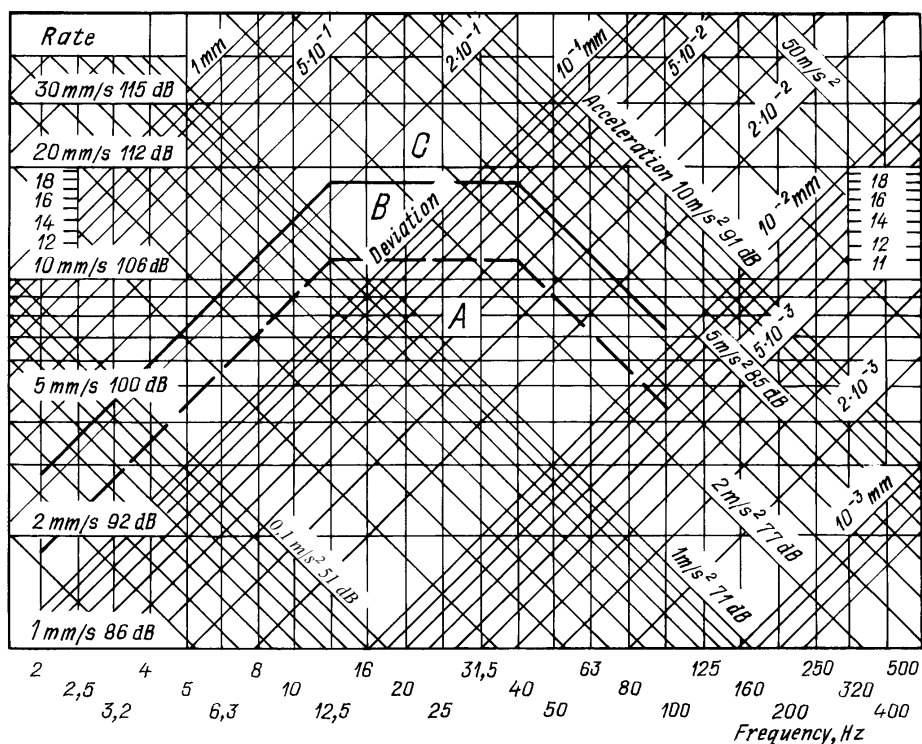 Rate
30 mm/s 115 dB
20 mm/s 112 dB
18
16
14
12
10 mm/s 106 dB
5 mm/s 100 dB
2 mm/s 92 dB
1 mm/s 86 dB
1 mm
5·10⁻¹
2·10⁻¹
10⁻¹ mm
5·10⁻²
50 m/s²
2·10⁻²
Acceleration 10 m/s² 91 dB
10⁻² mm
18
16
14
12
11
C
B
Deviation
A
5·10⁻³
5 m/s² 85 dB
2·10⁻³
10⁻³ mm
2 m/s² 77 dB
1 m/s² 71 dB
0,1 m/s² 51 dB
2 4 8 16 31,5 63 125 250 500
2,5 5 10 20 40 80 160 320
3,2 6,3 12,5 25 50 100 200 400
Frequency, Hz